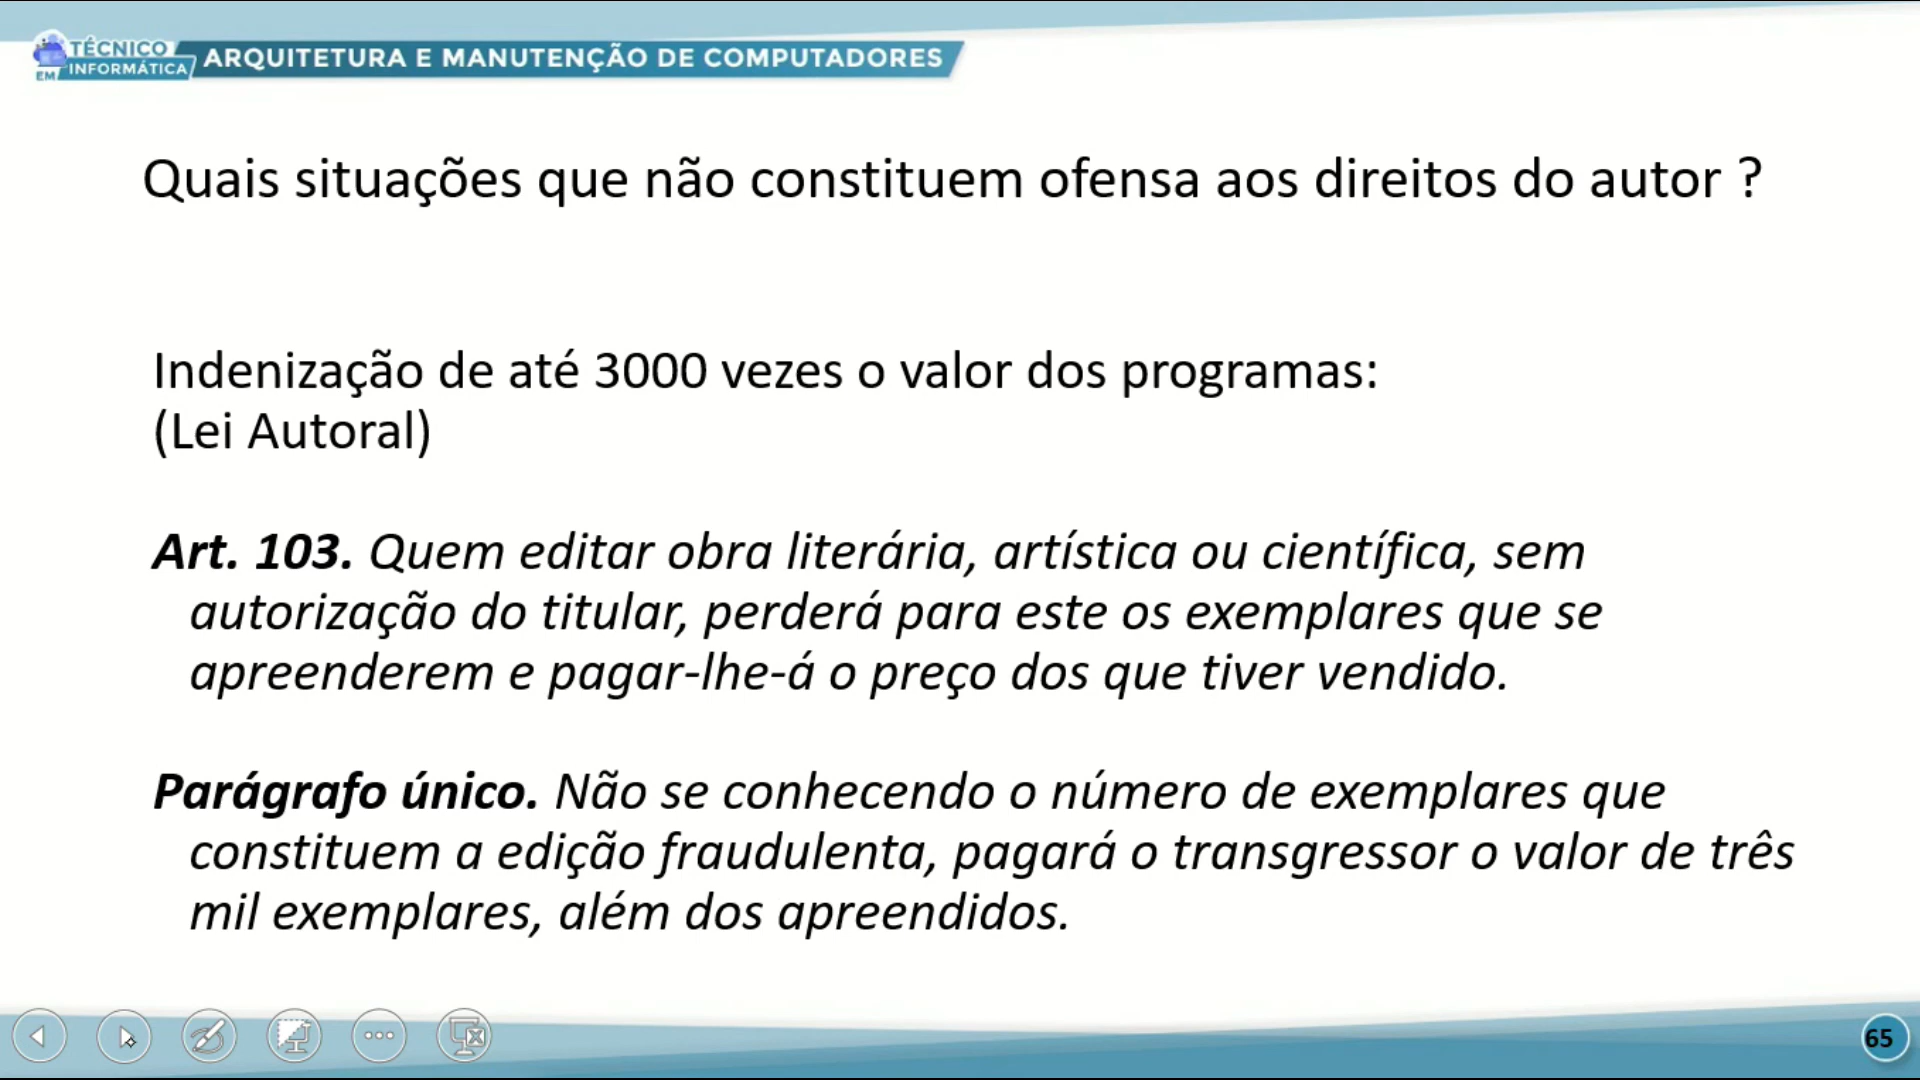 TÉCNICO
EM INFORMÁTICA
ARQUITETURA E MANUTENÇÃO DE COMPUTADORES
Quais situações que não constituem ofensa aos direitos do autor ?
Indenização de até 3000 vezes o valor dos programas:
(Lei Autoral)
Art. 103. Quem editar obra literária, artística ou científica, sem
autorização do titular, perderá para este os exemplares que se
apreenderem e pagar-lhe-á o preço dos que tiver vendido.
Parágrafo único. Não se conhecendo o número de exemplares que
constituem a edição fraudulenta, pagará o transgressor o valor de três
mil exemplares, além dos apreendidos.
65